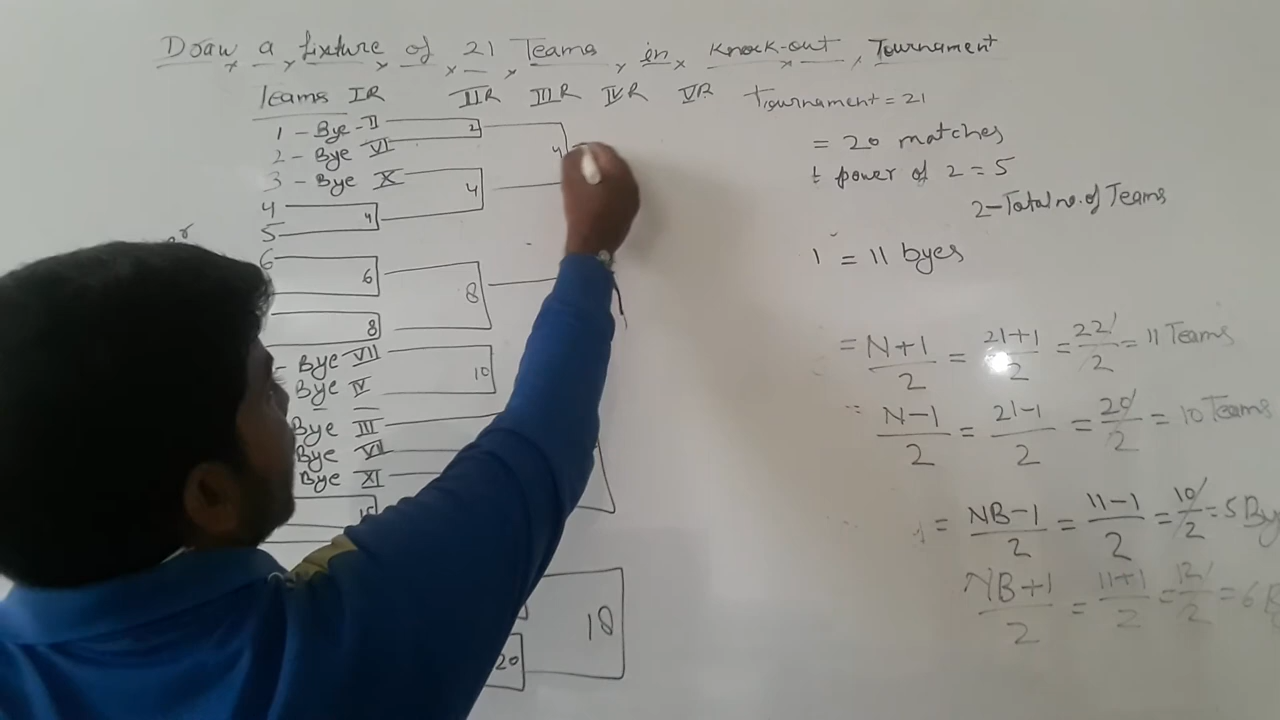 Draw a fixture of 21 Teams in Knock-out Tournament
Teams IR IIR IIIR IVR VR Tournament = 21
1 - Bye - II 2
= 20 matches
2 - Bye VI 4
3 - Bye X 4
t power of 2 = 5
4
2 - Total no. of Teams
5 4
1 = 11 byes
6 6 8
8
= N+1/2 = 21+1/2 = 22/2 = 11 Teams
- Bye VII 10
Bye IV
N-1/2 = 21-1/2 = 20/2 = 10 Teams
Bye III
Bye
Bye XI
= NB-1/2 = 11-1/2 = 10/2 = 5 By
NB+1/2 = 11+1/2 = 12/2 = 6 B
18
20